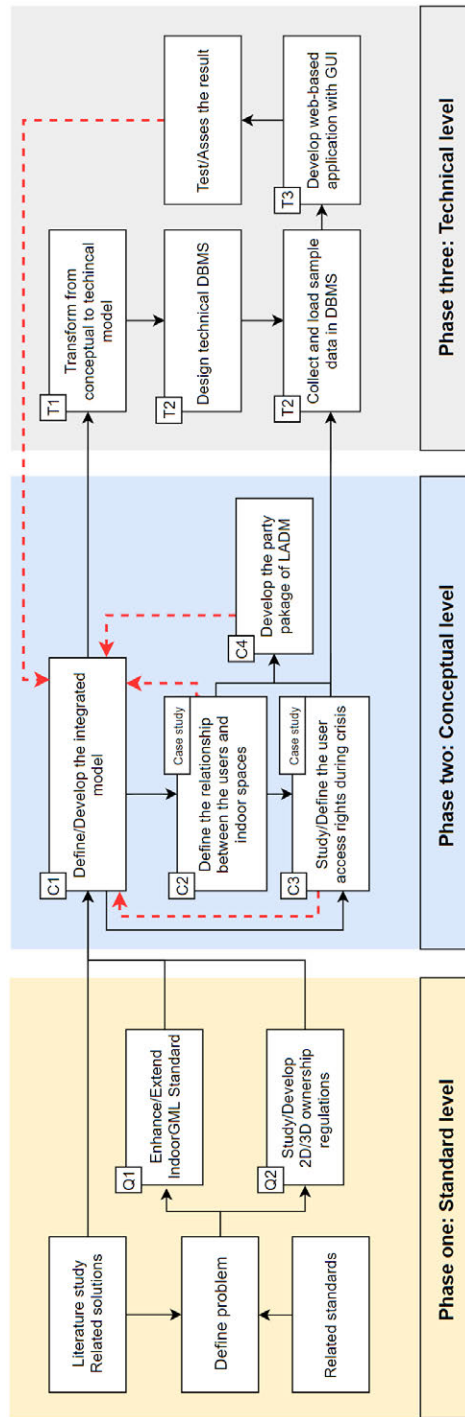 Literature study
Related solutions
Define problem
Related standards
Q1
Enhance/Extend
IndoorGML Standard
Q2
Study/Develop
2D/3D ownership
regulations
Phase one: Standard level
C1
Define/Develop the integrated
model
C2
Case study
Define the relationship
between the users and
indoor spaces
C3
Case study
Study/Define the user
access rights during crisis
C4
Develop the party
pakage of LADM
Phase two: Conceptual level
T1
Transform from
conceptual to techincal
model
T2
Design technical DBMS
T2
Collect and load sample
data in DBMS
T3
Develop web-based
application with GUI
Test/Asses the result
Phase three: Technical level